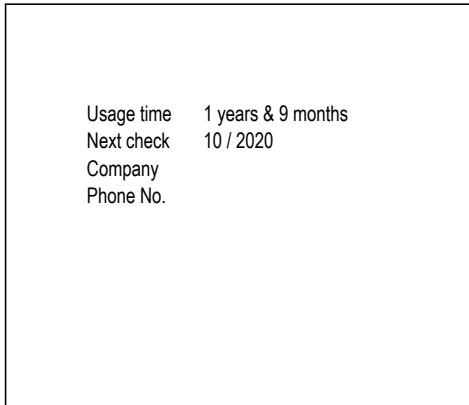 Usage time 1 years & 9 months
Next check 10 / 2020
Company
Phone No.